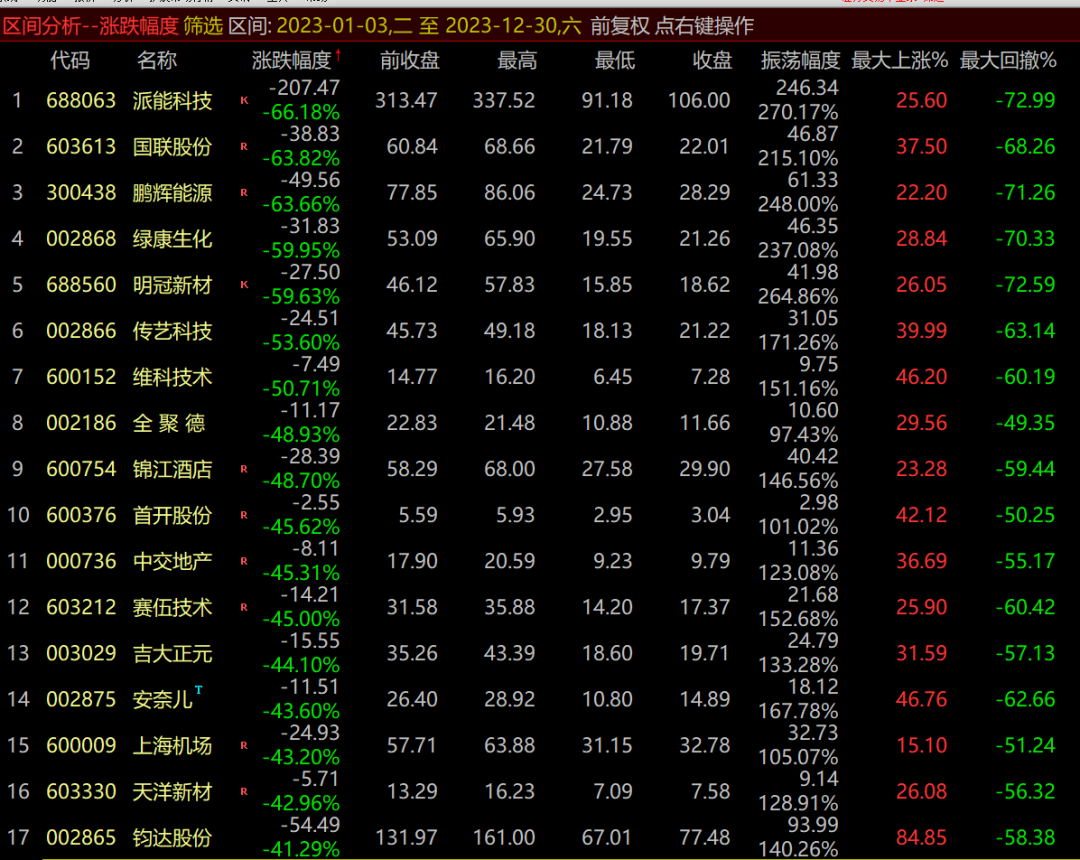 区间分析--涨跌幅度 筛选 区间: 2023-01-03,二 至 2023-12-30,六 前复权 点右键操作
代码 名称 涨跌幅度↑ 前收盘 最高 最低 收盘 振荡幅度 最大上涨% 最大回撤%
1 688063 派能科技 K -207.47 -66.18% 313.47 337.52 91.18 106.00 246.34 270.17% 25.60 -72.99
2 603613 国联股份 R -38.83 -63.82% 60.84 68.66 21.79 22.01 46.87 215.10% 37.50 -68.26
3 300438 鹏辉能源 R -49.56 -63.66% 77.85 86.06 24.73 28.29 61.33 248.00% 22.20 -71.26
4 002868 绿康生化 -31.83 -59.95% 53.09 65.90 19.55 21.26 46.35 237.08% 28.84 -70.33
5 688560 明冠新材 K -27.50 -59.63% 46.12 57.83 15.85 18.62 41.98 264.86% 26.05 -72.59
6 002866 传艺科技 -24.51 -53.60% 45.73 49.18 18.13 21.22 31.05 171.26% 39.99 -63.14
7 600152 维科技术 -7.49 -50.71% 14.77 16.20 6.45 7.28 9.75 151.16% 46.20 -60.19
8 002186 全 聚 德 -11.17 -48.93% 22.83 21.48 10.88 11.66 10.60 97.43% 29.56 -49.35
9 600754 锦江酒店 R -28.39 -48.70% 58.29 68.00 27.58 29.90 40.42 146.56% 23.28 -59.44
10 600376 首开股份 R -2.55 -45.62% 5.59 5.93 2.95 3.04 2.98 101.02% 42.12 -50.25
11 000736 中交地产 R -8.11 -45.31% 17.90 20.59 9.23 9.79 11.36 123.08% 36.69 -55.17
12 603212 赛伍技术 R -14.21 -45.00% 31.58 35.88 14.20 17.37 21.68 152.68% 25.90 -60.42
13 003029 吉大正元 -15.55 -44.10% 35.26 43.39 18.60 19.71 24.79 133.28% 31.59 -57.13
14 002875 安奈儿T -11.51 -43.60% 26.40 28.92 10.80 14.89 18.12 167.78% 46.76 -62.66
15 600009 上海机场 R -24.93 -43.20% 57.71 63.88 31.15 32.78 32.73 105.07% 15.10 -51.24
16 603330 天洋新材 R -5.71 -42.96% 13.29 16.23 7.09 7.58 9.14 128.91% 26.08 -56.32
17 002865 钧达股份 -54.49 -41.29% 131.97 161.00 67.01 77.48 93.99 140.26% 84.85 -58.38